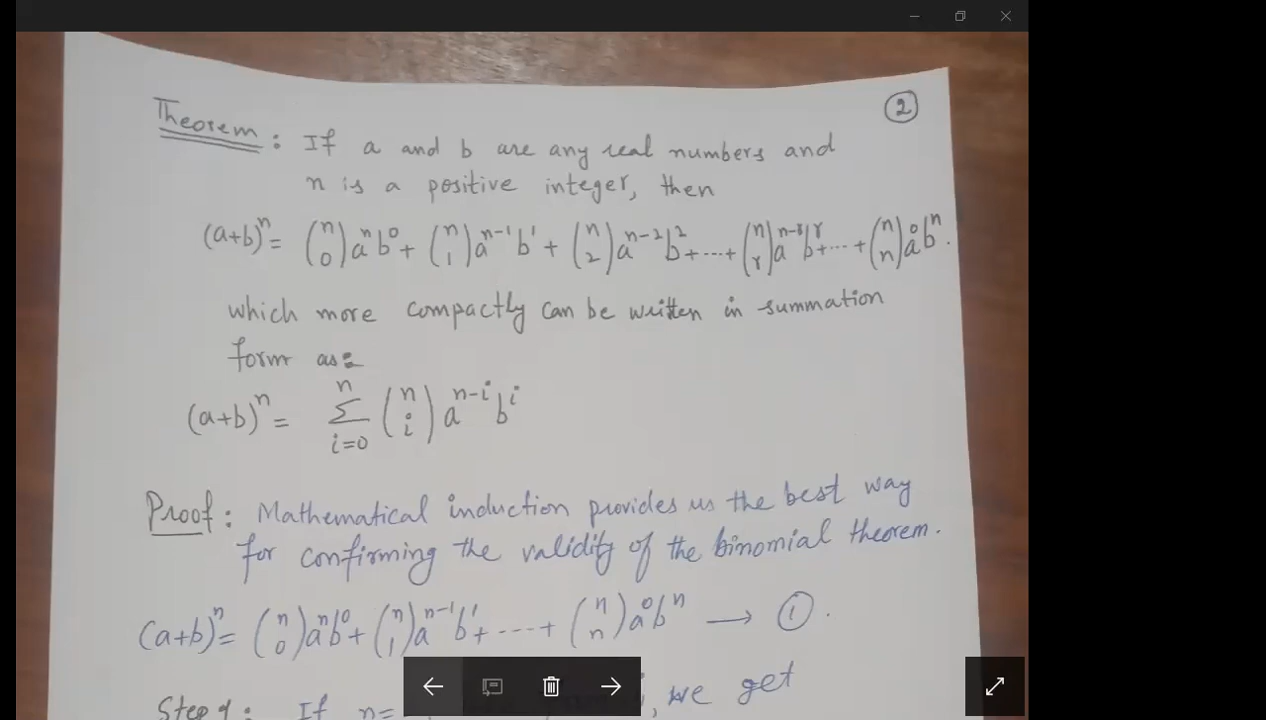 ②
Theorem: If a and b are any real numbers and
n is a positive integer, then
(a+b)^n = (n 0) a^n b^0 + (n 1) a^{n-1} b^1 + (n 2) a^{n-2} b^2 + ... + (n r) a^{n-r} b^r + ... + (n n) a^0 b^n.
which more compactly can be written in summation
form as:
(a+b)^n = Σ_{i=0}^{n} (n i) a^{n-i} b^i
Proof: Mathematical induction provides us the best way
for confirming the validity of the binomial theorem.
(a+b)^n = (n 0) a^n b^0 + (n 1) a^{n-1} b^1 + ---- + (n n) a^0 b^n → ①.
Step 1: If n= , we get